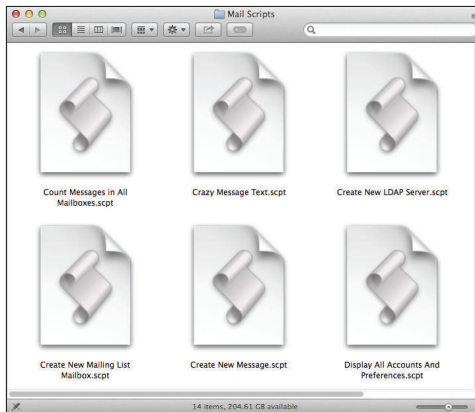 Mail Scripts
Count Messages in All
Mailboxes.scpt
Crazy Message Text.scpt
Create New LDAP Server.scpt
Create New Mailing List
Mailbox.scpt
Create New Message.scpt
Display All Accounts And
Preferences.scpt
14 items, 204.61 GB available